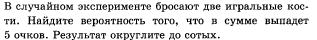 В случайном эксперименте бросают две игральные кос-
ти. Найдите вероятность того, что в сумме выпадет
5 очков. Результат округлите до сотых.